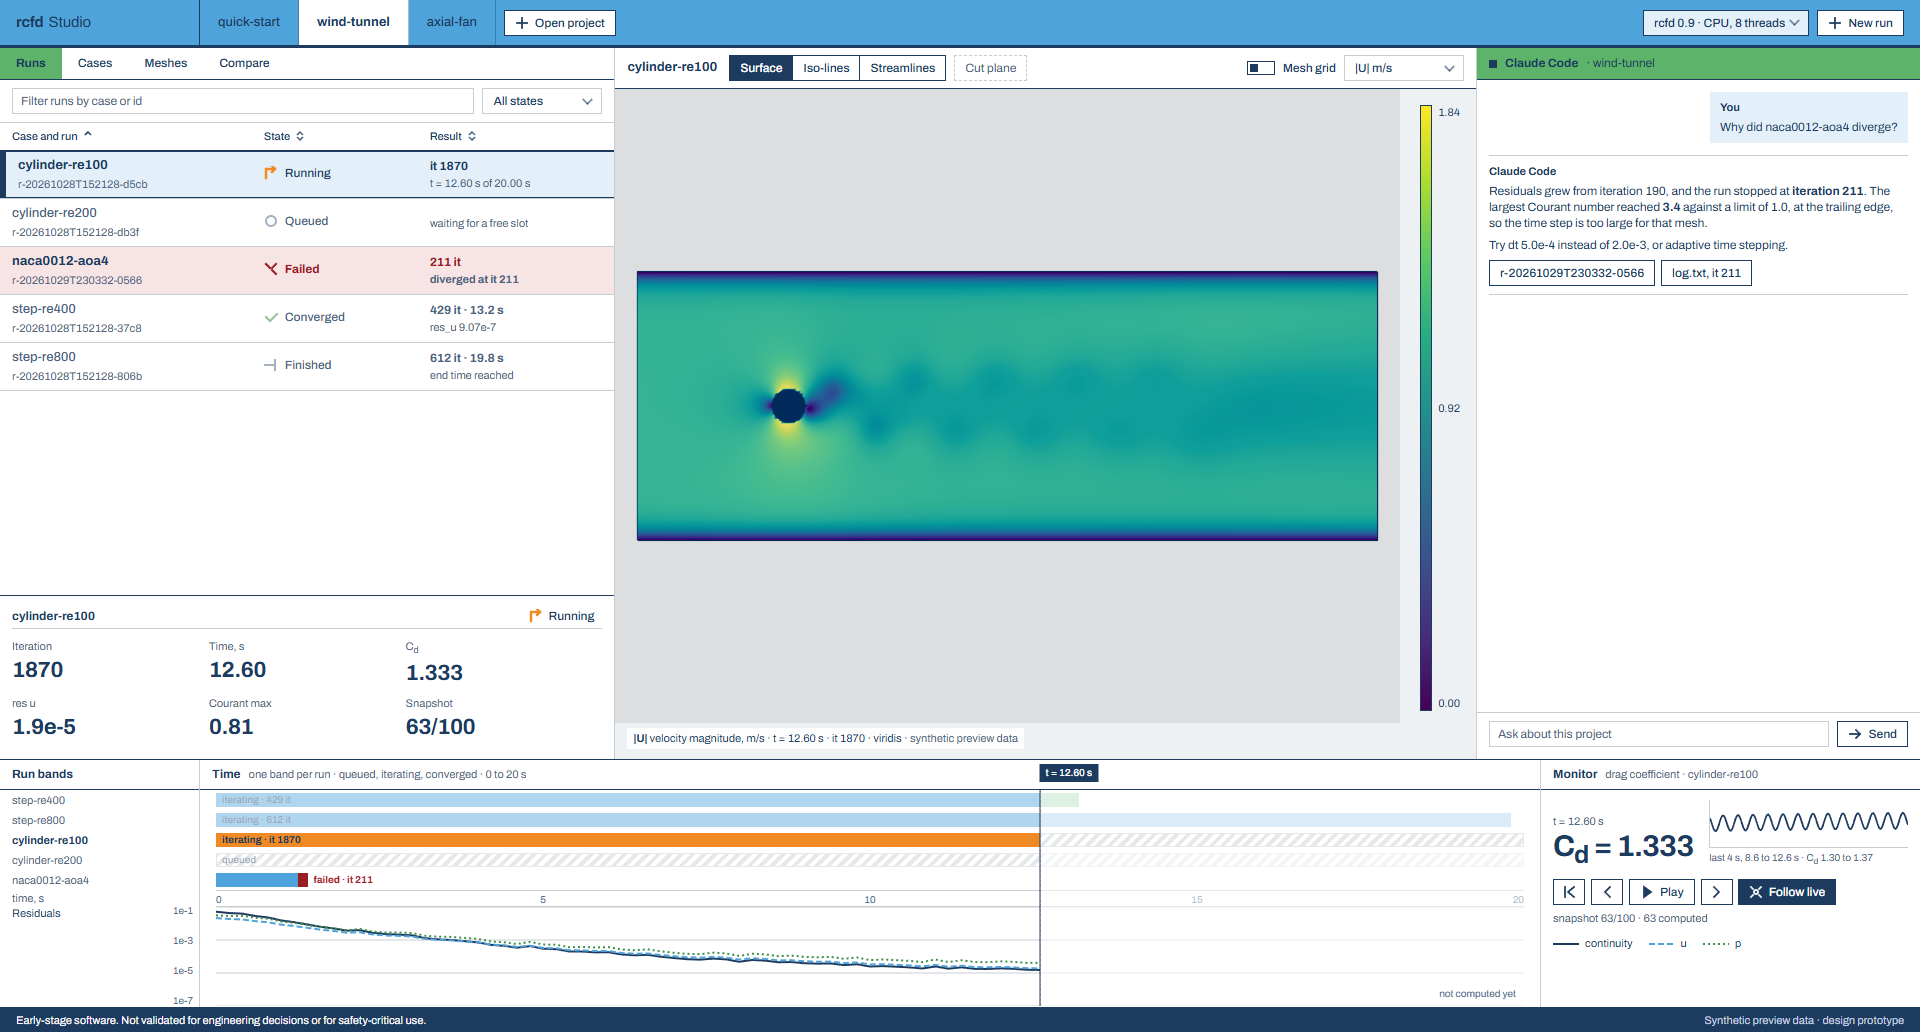 rcfd Studio
quick-start
wind-tunnel
axial-fan
Open project
rcfd 0.9 · CPU, 8 threads
New run
Runs
Cases
Meshes
Compare
Filter runs by case or id
All states
Case and run
State
Result
cylinder-re100
r-20261028T152128-d5cb
Running
it 1870
t = 12.60 s of 20.00 s
cylinder-re200
r-20261028T152128-db3f
Queued
waiting for a free slot
naca0012-aoa4
r-20261029T230332-0566
Failed
211 it
diverged at it 211
step-re400
r-20261028T152128-37c8
Converged
429 it · 13.2 s
res_u 9.07e-7
step-re800
r-20261028T152128-806b
Finished
612 it · 19.8 s
end time reached
cylinder-re100
Running
Iteration
1870
Time, s
12.60
Cd
1.333
res u
1.9e-5
Courant max
0.81
Snapshot
63/100
cylinder-re100
Surface
Iso-lines
Streamlines
Cut plane
Mesh grid
|U| m/s
1.84
0.92
0.00
|U| velocity magnitude, m/s · t = 12.60 s · it 1870 · viridis · synthetic preview data
Claude Code · wind-tunnel
You
Why did naca0012-aoa4 diverge?
Claude Code
Residuals grew from iteration 190, and the run stopped at iteration 211. The
largest Courant number reached 3.4 against a limit of 1.0, at the trailing edge,
so the time step is too large for that mesh.
Try dt 5.0e-4 instead of 2.0e-3, or adaptive time stepping.
r-20261029T230332-0566
log.txt, it 211
Ask about this project
Send
Run bands
Time one band per run · queued, iterating, converged · 0 to 20 s
t = 12.60 s
step-re400
iterating · 429 it
step-re800
iterating · 612 it
cylinder-re100
iterating · it 1870
cylinder-re200
queued
naca0012-aoa4
failed · it 211
time, s
0
5
10
15
20
Residuals
1e-1
1e-3
1e-5
1e-7
not computed yet
Monitor drag coefficient · cylinder-re100
t = 12.60 s
Cd = 1.333
last 4 s, 8.6 to 12.6 s · Cd 1.30 to 1.37
Play
Follow live
snapshot 63/100 · 63 computed
continuity
u
p
Early-stage software. Not validated for engineering decisions or for safety-critical use.
Synthetic preview data · design prototype